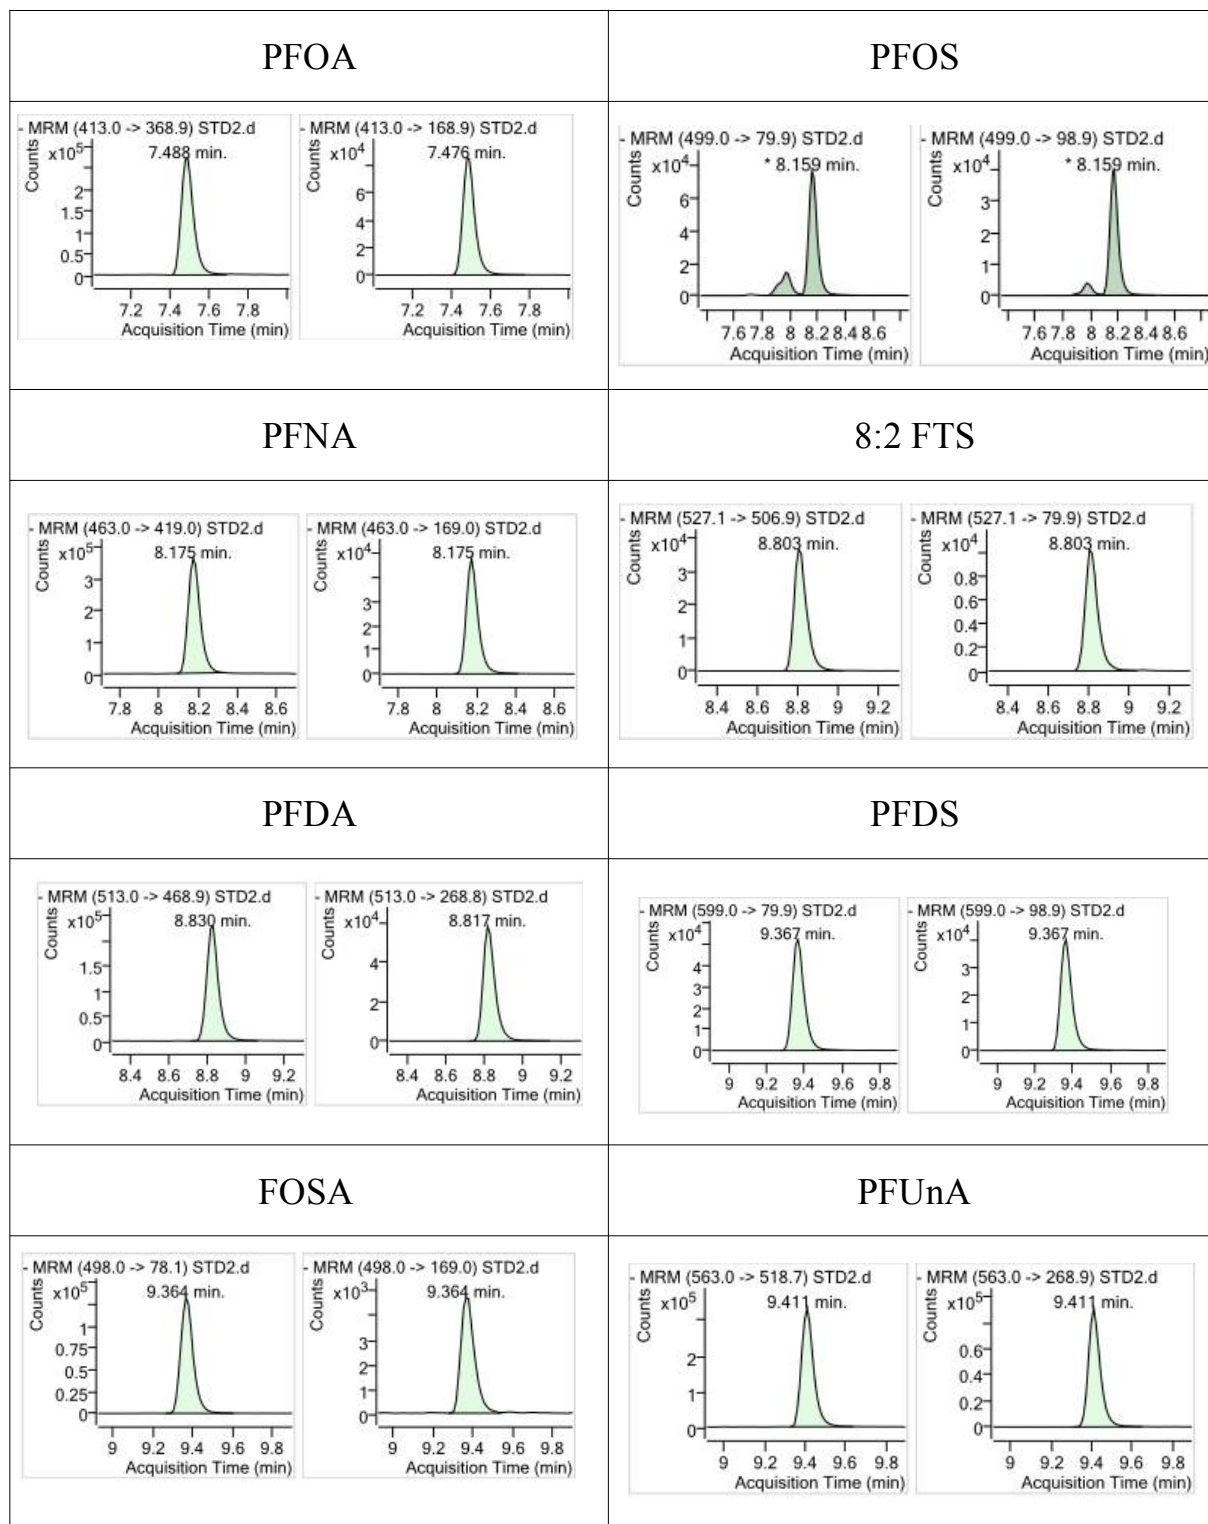 PFOA
PFOS
- MRM (413.0 -> 368.9) STD2.d
x10^5
7.488 min.
Counts
2
1.5
1
0.5
0
7.2 7.4 7.6 7.8
Acquisition Time (min)
- MRM (413.0 -> 168.9) STD2.d
x10^4
7.476 min.
Counts
6
4
2
0
7.2 7.4 7.6 7.8
Acquisition Time (min)
- MRM (499.0 -> 79.9) STD2.d
x10^4
* 8.159 min.
Counts
6
4
2
0
7.6 7.8 8 8.2 8.4 8.6
Acquisition Time (min)
- MRM (499.0 -> 98.9) STD2.d
x10^4
* 8.159 min.
Counts
3
2
1
0
7.6 7.8 8 8.2 8.4 8.6
Acquisition Time (min)
PFNA
8:2 FTS
- MRM (463.0 -> 419.0) STD2.d
x10^5
8.175 min.
Counts
3
2
1
0
7.8 8 8.2 8.4 8.6
Acquisition Time (min)
- MRM (463.0 -> 169.0) STD2.d
x10^4
8.175 min.
Counts
3
2
1
0
7.8 8 8.2 8.4 8.6
Acquisition Time (min)
- MRM (527.1 -> 506.9) STD2.d
x10^4
8.803 min.
Counts
3
2
1
0
8.4 8.6 8.8 9 9.2
Acquisition Time (min)
- MRM (527.1 -> 79.9) STD2.d
x10^4
8.803 min.
Counts
0.8
0.6
0.4
0.2
0
8.4 8.6 8.8 9 9.2
Acquisition Time (min)
PFDA
PFDS
- MRM (513.0 -> 468.9) STD2.d
x10^5
8.830 min.
Counts
1.5
1
0.5
0
8.4 8.6 8.8 9 9.2
Acquisition Time (min)
- MRM (513.0 -> 268.8) STD2.d
x10^4
8.817 min.
Counts
4
2
0
8.4 8.6 8.8 9 9.2
Acquisition Time (min)
- MRM (599.0 -> 79.9) STD2.d
x10^4
9.367 min.
Counts
4
3
2
1
0
9 9.2 9.4 9.6 9.8
Acquisition Time (min)
- MRM (599.0 -> 98.9) STD2.d
x10^4
9.367 min.
Counts
3
2
1
0
9 9.2 9.4 9.6 9.8
Acquisition Time (min)
FOSA
PFUnA
- MRM (498.0 -> 78.1) STD2.d
x10^5
9.364 min.
Counts
1
0.75
0.5
0.25
0
9 9.2 9.4 9.6 9.8
Acquisition Time (min)
- MRM (498.0 -> 169.0) STD2.d
x10^3
9.364 min.
Counts
3
2
1
0
9 9.2 9.4 9.6 9.8
Acquisition Time (min)
- MRM (563.0 -> 518.7) STD2.d
x10^5
9.411 min.
Counts
2
1
0
9 9.2 9.4 9.6 9.8
Acquisition Time (min)
- MRM (563.0 -> 268.9) STD2.d
x10^5
9.411 min.
Counts
0.6
0.4
0.2
0
9 9.2 9.4 9.6 9.8
Acquisition Time (min)